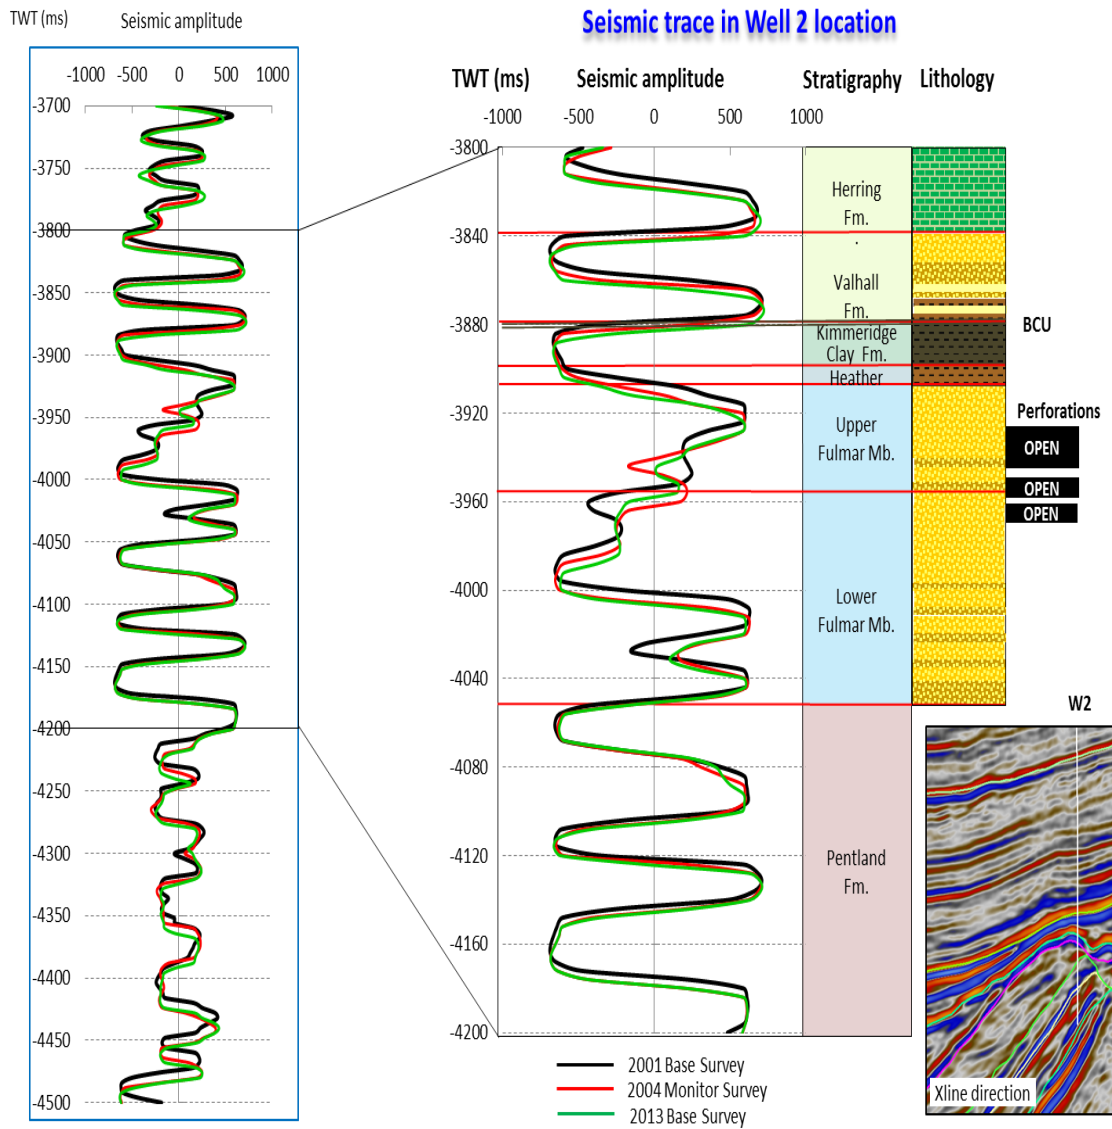 Seismic trace in Well 2 location
TWT (ms)
Seismic amplitude
-1000 -500 0 500 1000
-3700
-3750
-3800
-3850
-3900
-3950
-4000
-4050
-4100
-4150
-4200
-4250
-4300
-4350
-4400
-4450
-4500
TWT (ms) Seismic amplitude Stratigraphy Lithology
-1000 -500 0 500 1000
-3800
-3840
-3880
-3920
-3960
-4000
-4040
-4080
-4120
-4160
-4200
Herring
Fm.
.
Valhall
Fm.
Kimmeridge
Clay Fm.
Heather
Upper
Fulmar Mb.
Lower
Fulmar Mb.
Pentland
Fm.
BCU
Perforations
OPEN
OPEN
OPEN
W2
Xline direction
2001 Base Survey
2004 Monitor Survey
2013 Base Survey